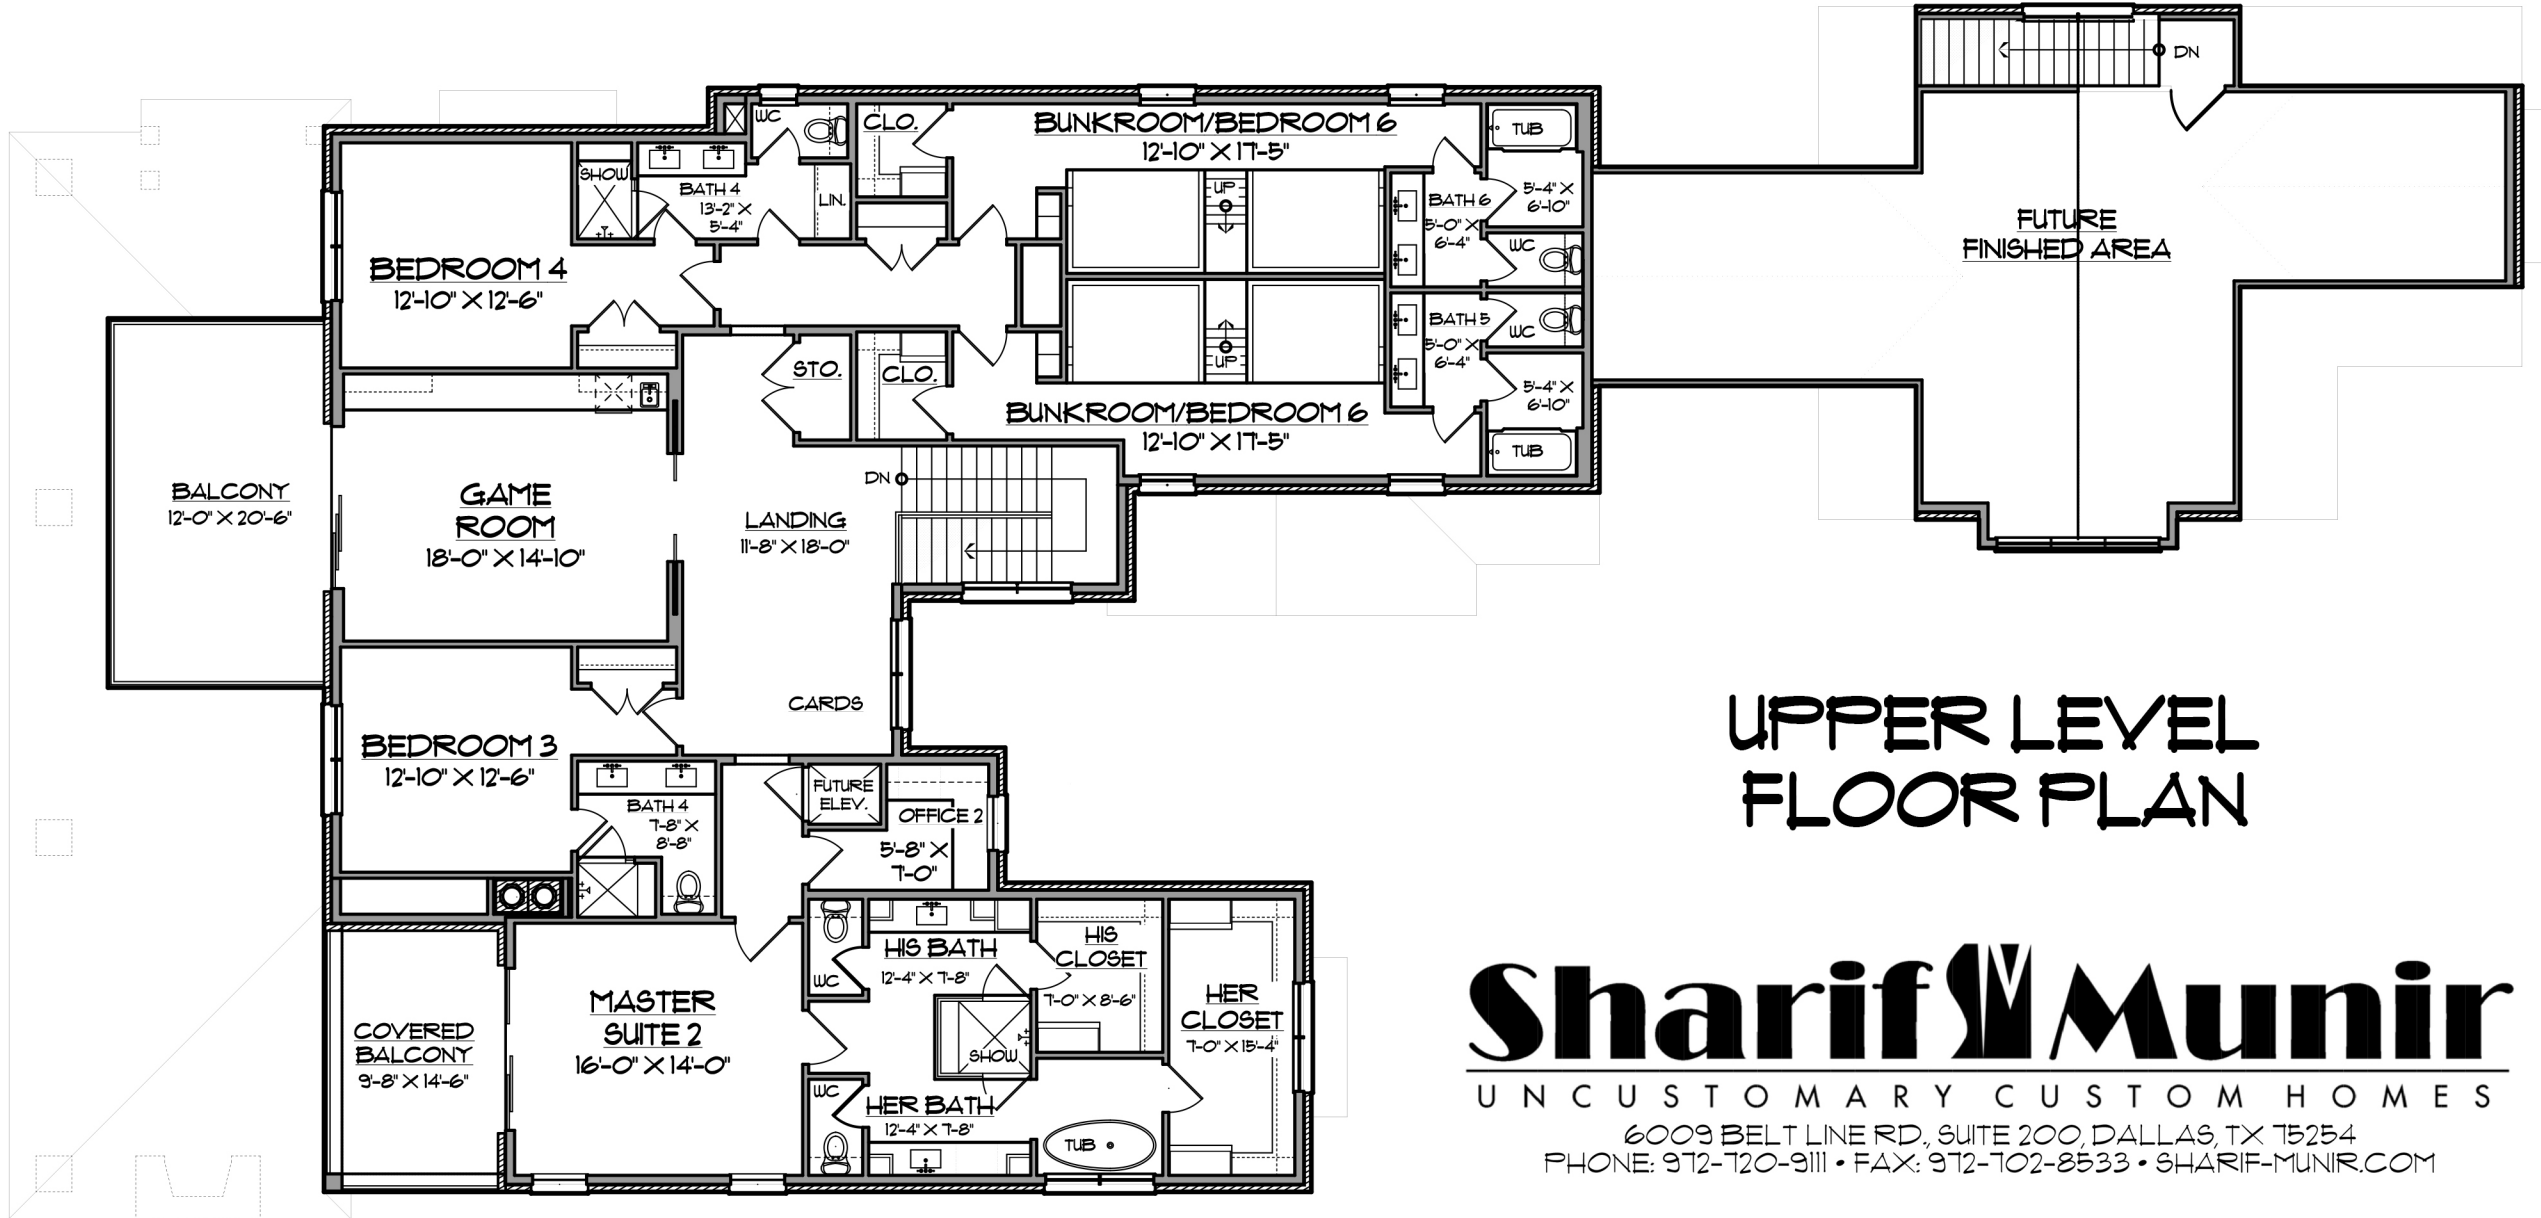 DN
WC
CLO.
BUNKROOM/BEDROOM 6
12'-10" X 17'-5"
TUB
SHOW
BATH 4
13'-2" X
5'-4"
LIN.
UP
BATH 6
5'-0" X
6'-4"
5'-4" X
6'-10"
WC
FUTURE
FINISHED AREA
BEDROOM 4
12'-10" X 12'-6"
UP
BATH 5
5'-0" X
6'-4"
WC
5'-4" X
6'-10"
STO.
CLO.
BUNKROOM/BEDROOM 6
12'-10" X 17'-5"
TUB
BALCONY
12'-0" X 20'-6"
GAME
ROOM
18'-0" X 14'-10"
LANDING
11'-8" X 18'-0"
DN
CARDS
BEDROOM 3
12'-10" X 12'-6"
BATH 4
7'-8" X
8'-8"
FUTURE
ELEV.
OFFICE 2
5'-8" X
7'-0"
UPPER LEVEL
FLOOR PLAN
COVERED
BALCONY
9'-8" X 14'-6"
MASTER
SUITE 2
16'-0" X 14'-0"
WC
HIS BATH
12'-4" X 7'-8"
HIS
CLOSET
7'-0" X 8'-6"
HER
CLOSET
7'-0" X 15'-4"
SHOW
WC
HER BATH
12'-4" X 7'-8"
TUB
Sharif Munir
UNCUSTOMARY CUSTOM HOMES
6009 BELT LINE RD., SUITE 200, DALLAS, TX 75254
PHONE: 972-720-9111 • FAX: 972-702-8533 • SHARIF-MUNIR.COM